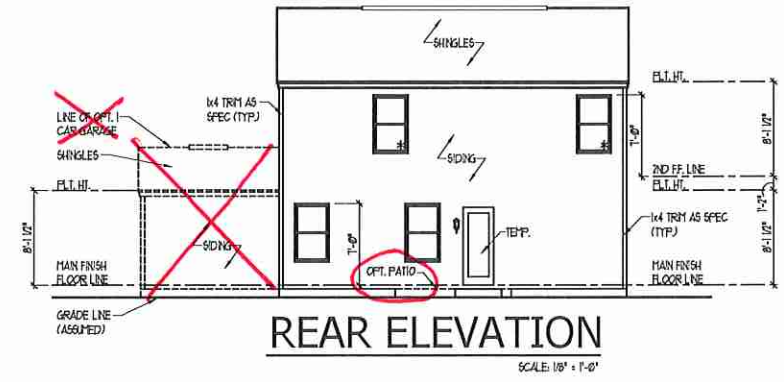 SHINGLES
PLT. HT.
1x4 TRIM AS
SPEC (TYP.)
LINE OF OPT. 1
CAR GARAGE
SHINGLES
8'-1 1/2"
7'-0"
SIDING
2ND FF. LINE
PLT. HT.
PLT. HT.
1'-2"
1x4 TRIM AS SPEC
(TYP.)
8'-1 1/2"
SIDING
7'-0"
TEMP.
8'-1 1/2"
OPT. PATIO
MAIN FINISH
FLOOR LINE
MAIN FINISH
FLOOR LINE
GRADE LINE
(ASSUMED)
REAR ELEVATION
SCALE: 1/8" = 1'-0"